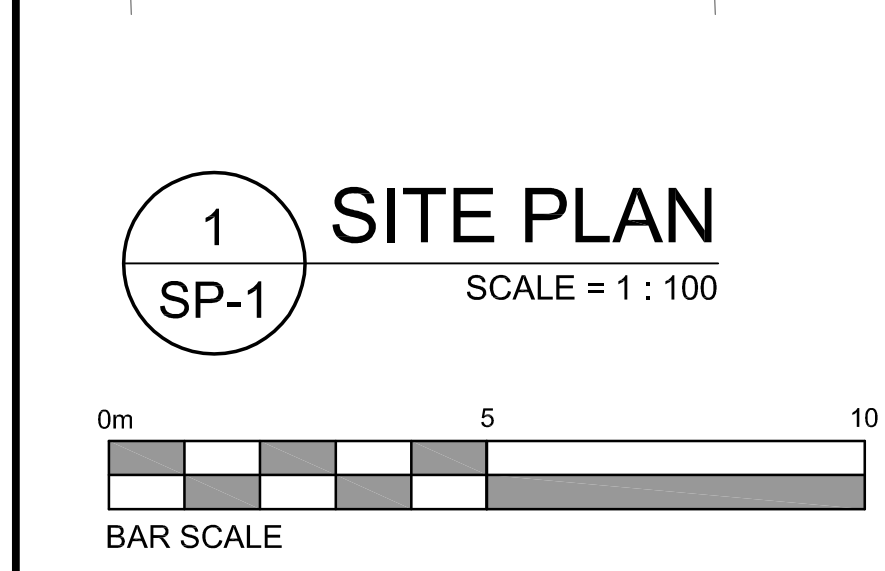 1
SITE PLAN
SP-1
SCALE = 1 : 100
0m 5 10
BAR SCALE